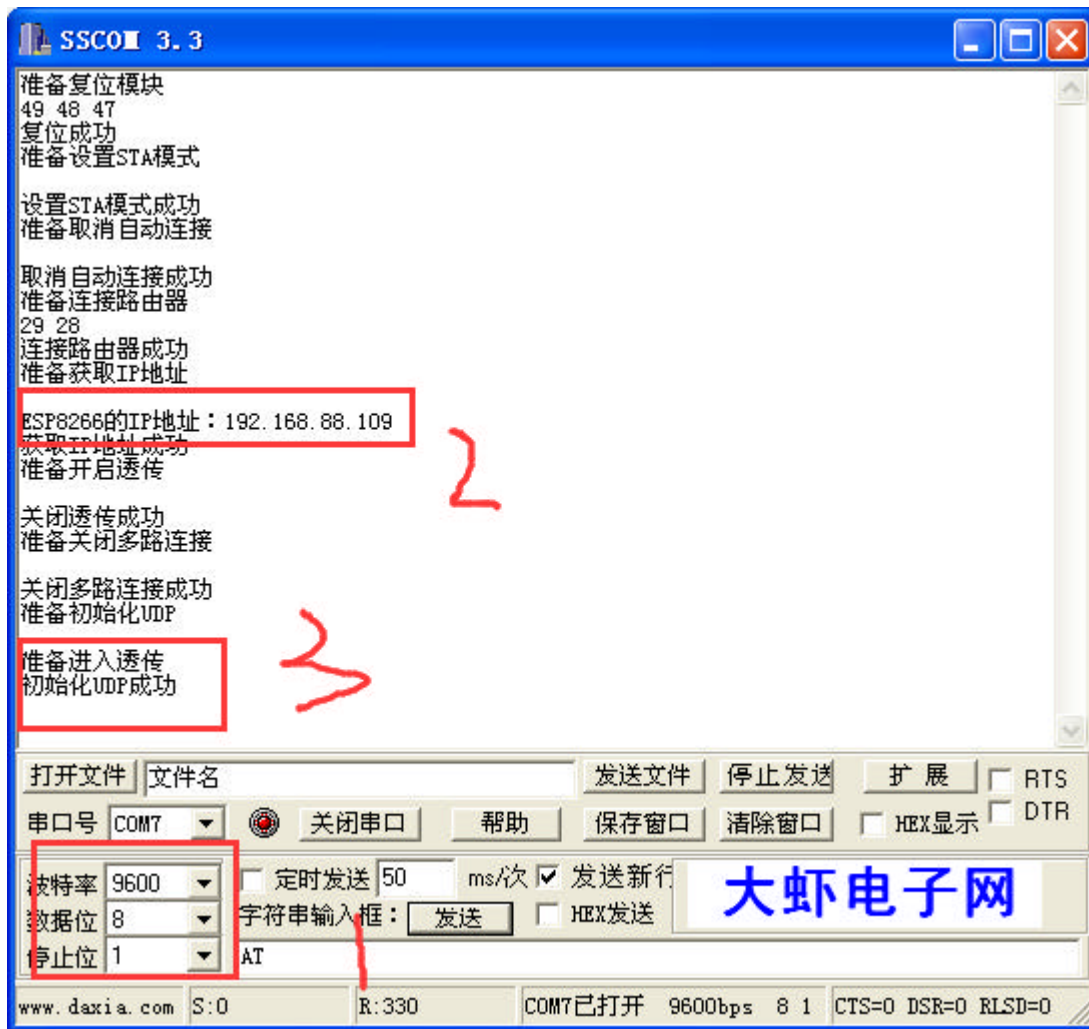 SSCOM 3.3
准备复位模块
49 48 47
复位成功
准备设置STA模式
设置STA模式成功
准备取消自动连接
取消自动连接成功
准备连接路由器
29 28
连接路由器成功
准备获取IP地址
ESP8266的IP地址：192.168.88.109
获取IP地址成功
准备开启透传
2
关闭透传成功
准备关闭多路连接
关闭多路连接成功
准备初始化UDP
3
准备进入透传
初始化UDP成功
打开文件 文件名 发送文件 停止发送 扩 展 RTS
串口号 COM7 关闭串口 帮助 保存窗口 清除窗口 HEX显示 DTR
波特率 9600 定时发送 50 ms/次 发送新行 大虾电子网
数据位 8 字符串输入框： 发送 HEX发送
1
停止位 1 AT
www.daxia.com S:0 R:330 COM7已打开 9600bps 8 1 CTS=0 DSR=0 RLSD=0